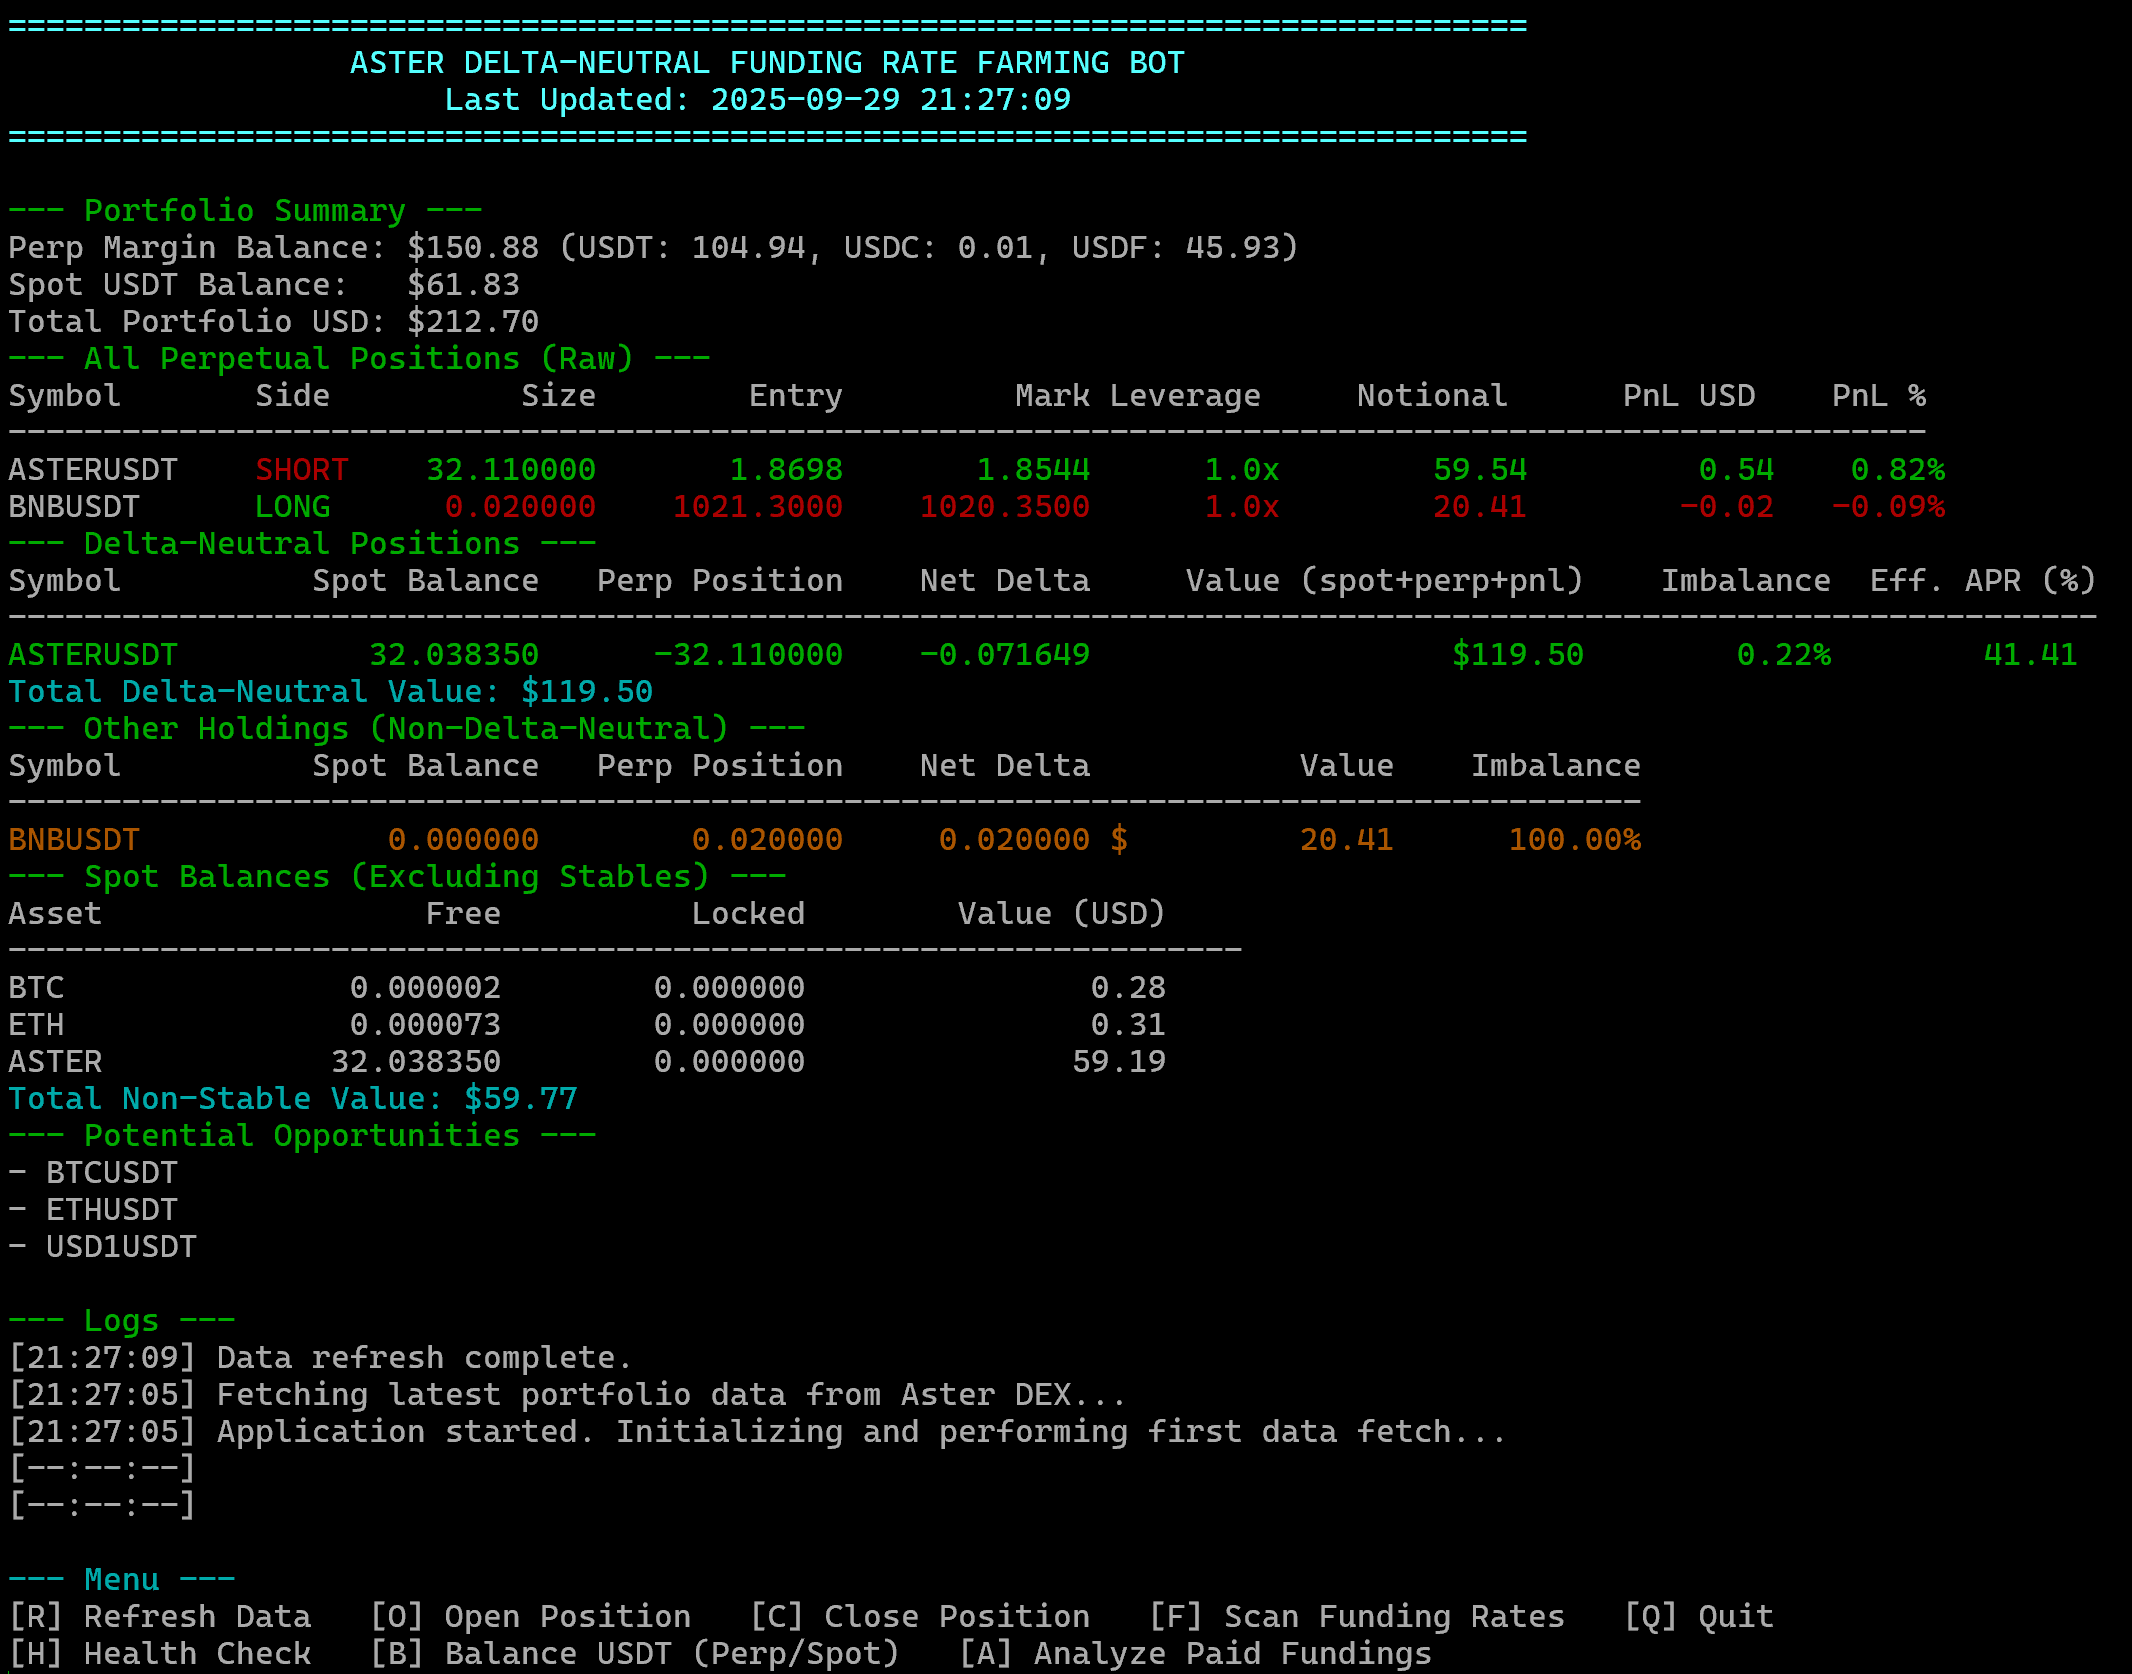 ================================================================================
ASTER DELTA-NEUTRAL FUNDING RATE FARMING BOT
Last Updated: 2025-09-29 21:27:09
================================================================================
--- Portfolio Summary ---
Perp Margin Balance: $150.88 (USDT: 104.94, USDC: 0.01, USDF: 45.93)
Spot USDT Balance:   $61.83
Total Portfolio USD: $212.70
--- All Perpetual Positions (Raw) ---
Symbol       Side          Size        Entry         Mark Leverage     Notional      PnL USD    PnL %
-----------------------------------------------------------------------------------------------------
ASTERUSDT    SHORT    32.110000       1.8698       1.8544      1.0x        59.54         0.54    0.82%
BNBUSDT      LONG      0.020000    1021.3000    1020.3500      1.0x        20.41        -0.02   -0.09%
--- Delta-Neutral Positions ---
Symbol          Spot Balance   Perp Position    Net Delta     Value (spot+perp+pnl)    Imbalance  Eff. APR (%)
--------------------------------------------------------------------------------------------------------------
ASTERUSDT          32.038350      -32.110000    -0.071649                   $119.50        0.22%        41.41
Total Delta-Neutral Value: $119.50
--- Other Holdings (Non-Delta-Neutral) ---
Symbol          Spot Balance   Perp Position    Net Delta           Value    Imbalance
--------------------------------------------------------------------------------------
BNBUSDT             0.000000        0.020000     0.020000 $         20.41      100.00%
--- Spot Balances (Excluding Stables) ---
Asset                 Free          Locked        Value (USD)
-----------------------------------------------------------------
BTC               0.000002        0.000000               0.28
ETH               0.000073        0.000000               0.31
ASTER            32.038350        0.000000              59.19
Total Non-Stable Value: $59.77
--- Potential Opportunities ---
- BTCUSDT
- ETHUSDT
- USD1USDT
--- Logs ---
[21:27:09] Data refresh complete.
[21:27:05] Fetching latest portfolio data from Aster DEX...
[21:27:05] Application started. Initializing and performing first data fetch...
[--:--:--]
[--:--:--]
--- Menu ---
[R] Refresh Data   [O] Open Position   [C] Close Position   [F] Scan Funding Rates   [Q] Quit
[H] Health Check   [B] Balance USDT (Perp/Spot)   [A] Analyze Paid Fundings